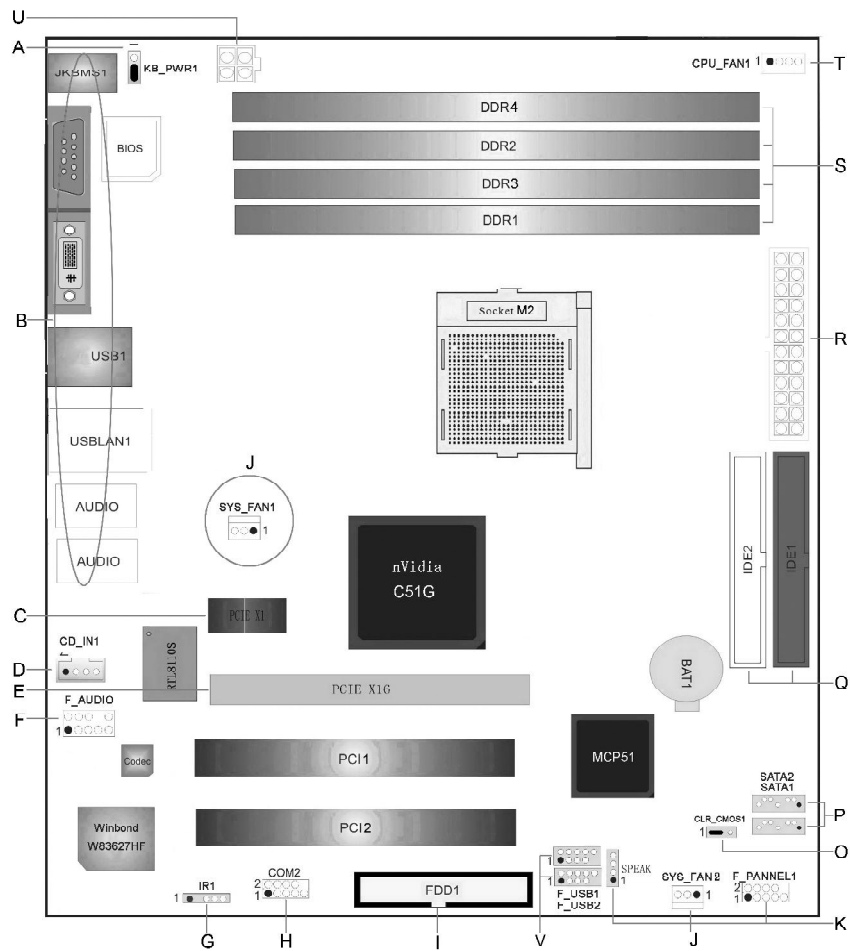 U
A
KB_PWR1
JKBMS1
CPU_FAN1 1
T
DDR4
BIOS
DDR2
S
DDR3
DDR1
Socket M2
B
USB1
R
USBLAN1
J
AUDIO
SYS_FAN1
1
IDE2
IDE1
AUDIO
nVidia
C51G
C
PCIE X1
CD_IN1
1
D
RTL8110S
BAT1
E
PCIE X16
Q
F_AUDIO
F
1
Codec
PCI1
MCP51
SATA2
SATA1
P
Winbond
W83627HF
PCI2
CLR_CMOS1
1
O
IR1
1
COM2
2
1
FDD1
1
F_USB1
F_USB2
SPEAK
1
SYS_FAN2
1
F_PANNEL1
2
1
K
G
H
I
V
J